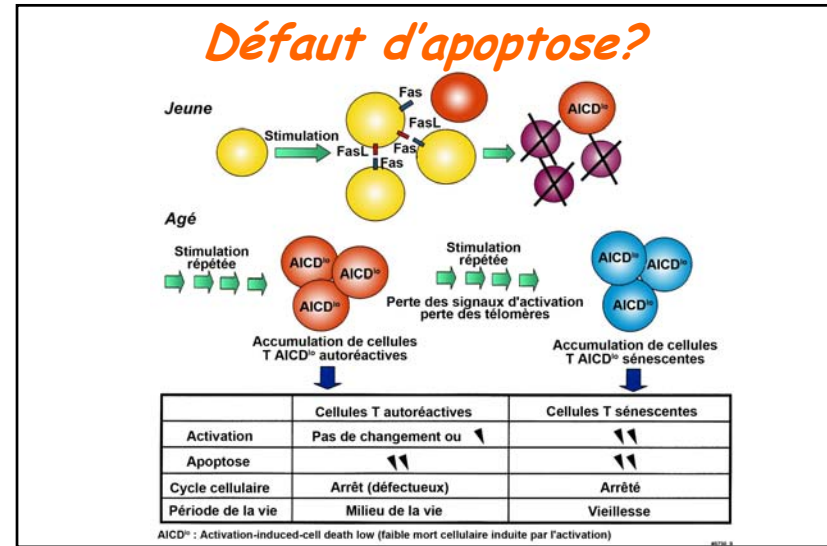 Défaut d'apoptose?
Jeune
Stimulation
Fas
FasL
FasL
Fas
Fas
AICDˡᵒ
Agé
Stimulation
répétée
AICDˡᵒ
AICDˡᵒ
AICDˡᵒ
Stimulation
répétée
Perte des signaux d'activation
perte des télomères
AICDˡᵒ
AICDˡᵒ
AICDˡᵒ
Accumulation de cellules
T AICDˡᵒ autoréactives
Accumulation de cellules
T AICDˡᵒ sénescentes
Cellules T autoréactives Cellules T sénescentes
Activation Pas de changement ou
Apoptose
Cycle cellulaire Arrêt (défectueux) Arrêté
Période de la vie Milieu de la vie Vieillesse
AICDˡᵒ : Activation-induced-cell death low (faible mort cellulaire induite par l'activation)